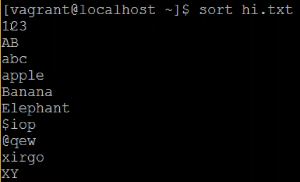 [vagrant@localhost ~]$ sort hi.txt
123
AB
abc
apple
Banana
Elephant
$iop
@qew
xirgo
XY